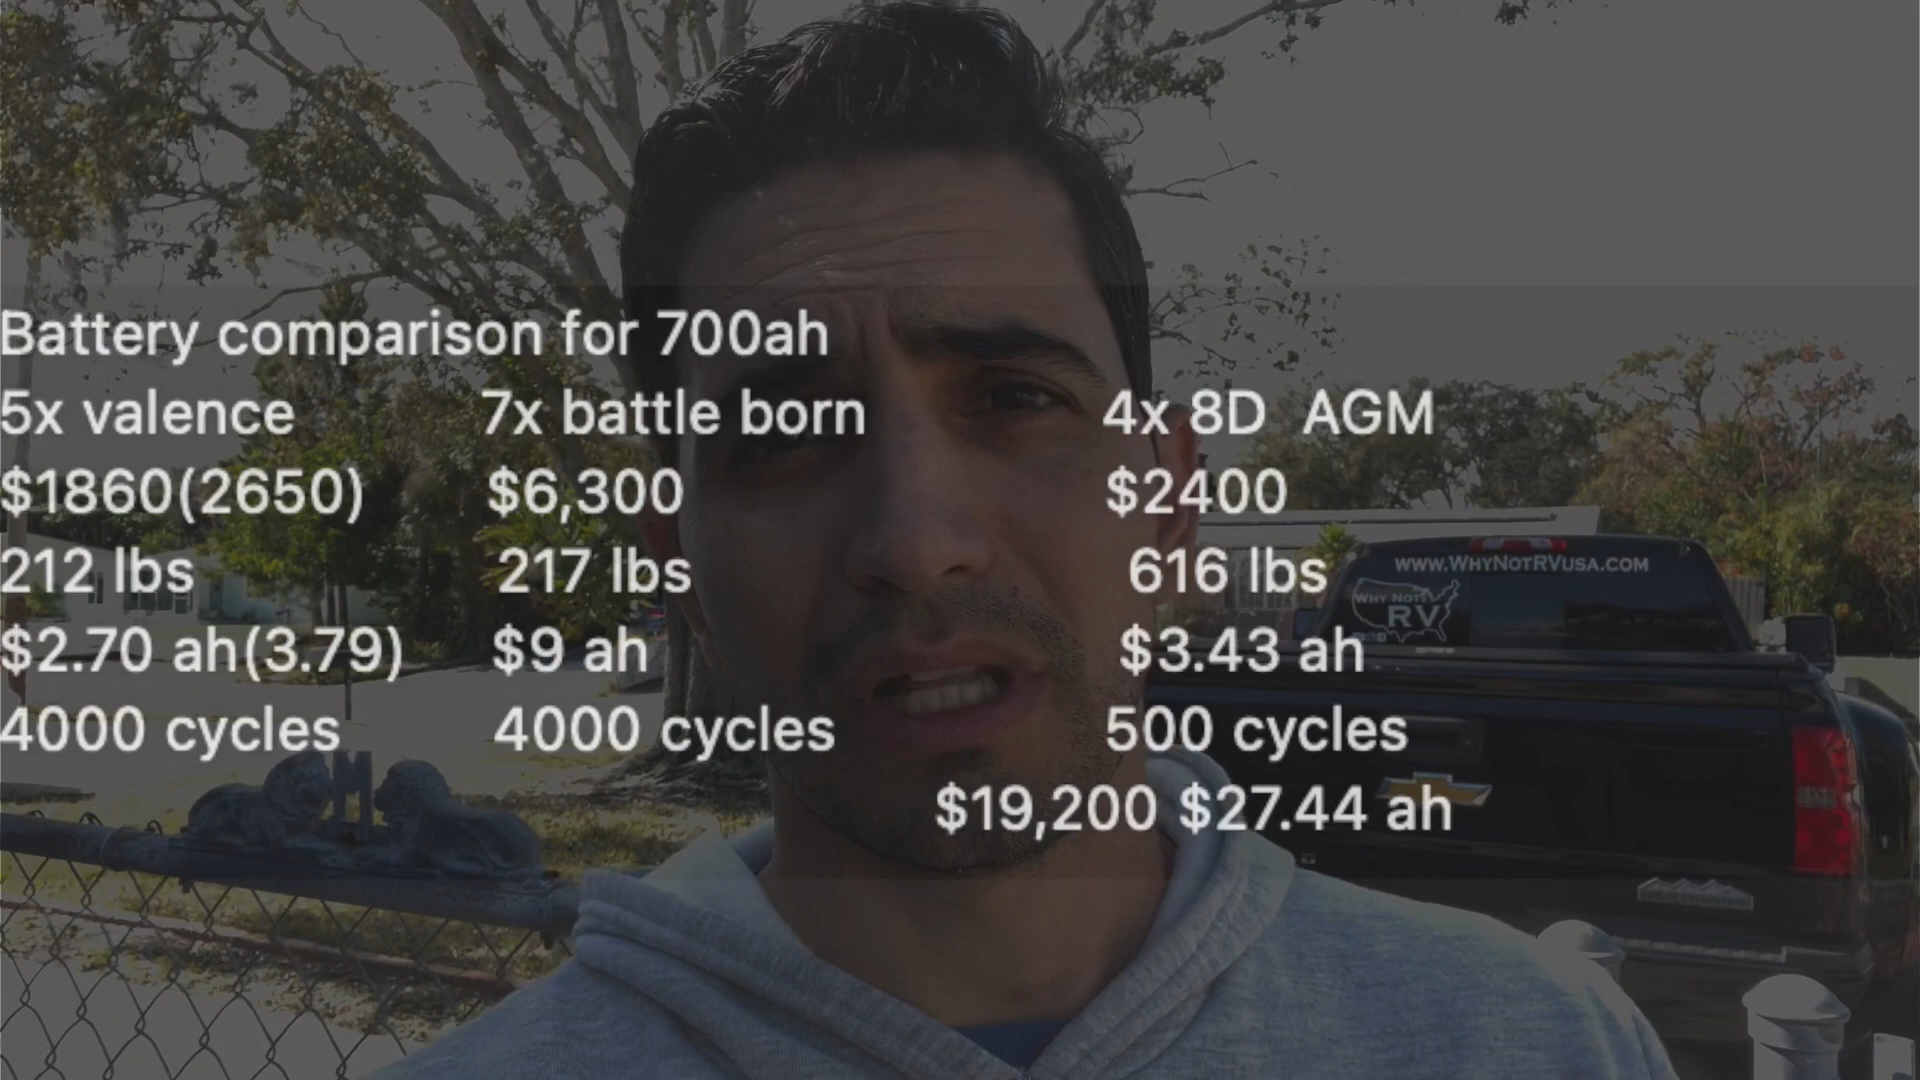 Battery comparison for 700ah
5x valence 7x battle born 4x 8D AGM
$1860(2650) $6,300 $2400
212 lbs 217 lbs 616 lbs
$2.70 ah(3.79) $9 ah $3.43 ah
4000 cycles 4000 cycles 500 cycles
$19,200 $27.44 ah
WWW.WHYNOTRVUSA.COM
WHY NOT
RV
M